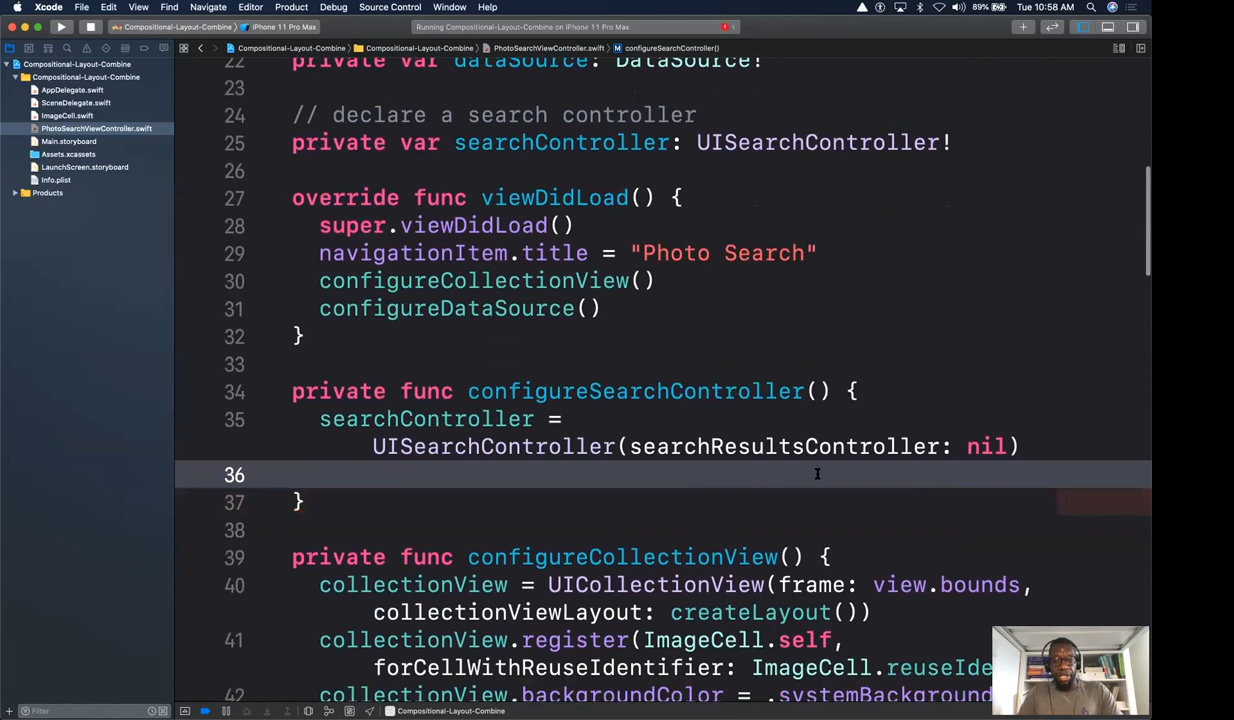 Xcode File Edit View Find Navigate Editor Product Debug Source Control Window Help 89% Sat 10:58 AM
Compositional-Layout-Combine iPhone 11 Pro Max Running Compositional-Layout-Combine on iPhone 11 Pro Max 1
Compositional-Layout-Combine Compositional-Layout-Combine PhotoSearchViewController.swift configureSearchController()
Compositional-Layout-Combine
Compositional-Layout-Combine
AppDelegate.swift
SceneDelegate.swift
ImageCell.swift
PhotoSearchViewController.swift
Main.storyboard
Assets.xcassets
LaunchScreen.storyboard
Info.plist
Products
22 private var dataSource: DataSource!
23
24 // declare a search controller
25 private var searchController: UISearchController!
26
27 override func viewDidLoad() {
28 super.viewDidLoad()
29 navigationItem.title = "Photo Search"
30 configureCollectionView()
31 configureDataSource()
32 }
33
34 private func configureSearchController() {
35 searchController =
UISearchController(searchResultsController: nil)
36
37 }
38
39 private func configureCollectionView() {
40 collectionView = UICollectionView(frame: view.bounds,
collectionViewLayout: createLayout())
41 collectionView.register(ImageCell.self,
forCellWithReuseIdentifier: ImageCell.reuseIde
42 collectionView.backgroundColor = .systemBackground
Filter
Compositional-Layout-Combine